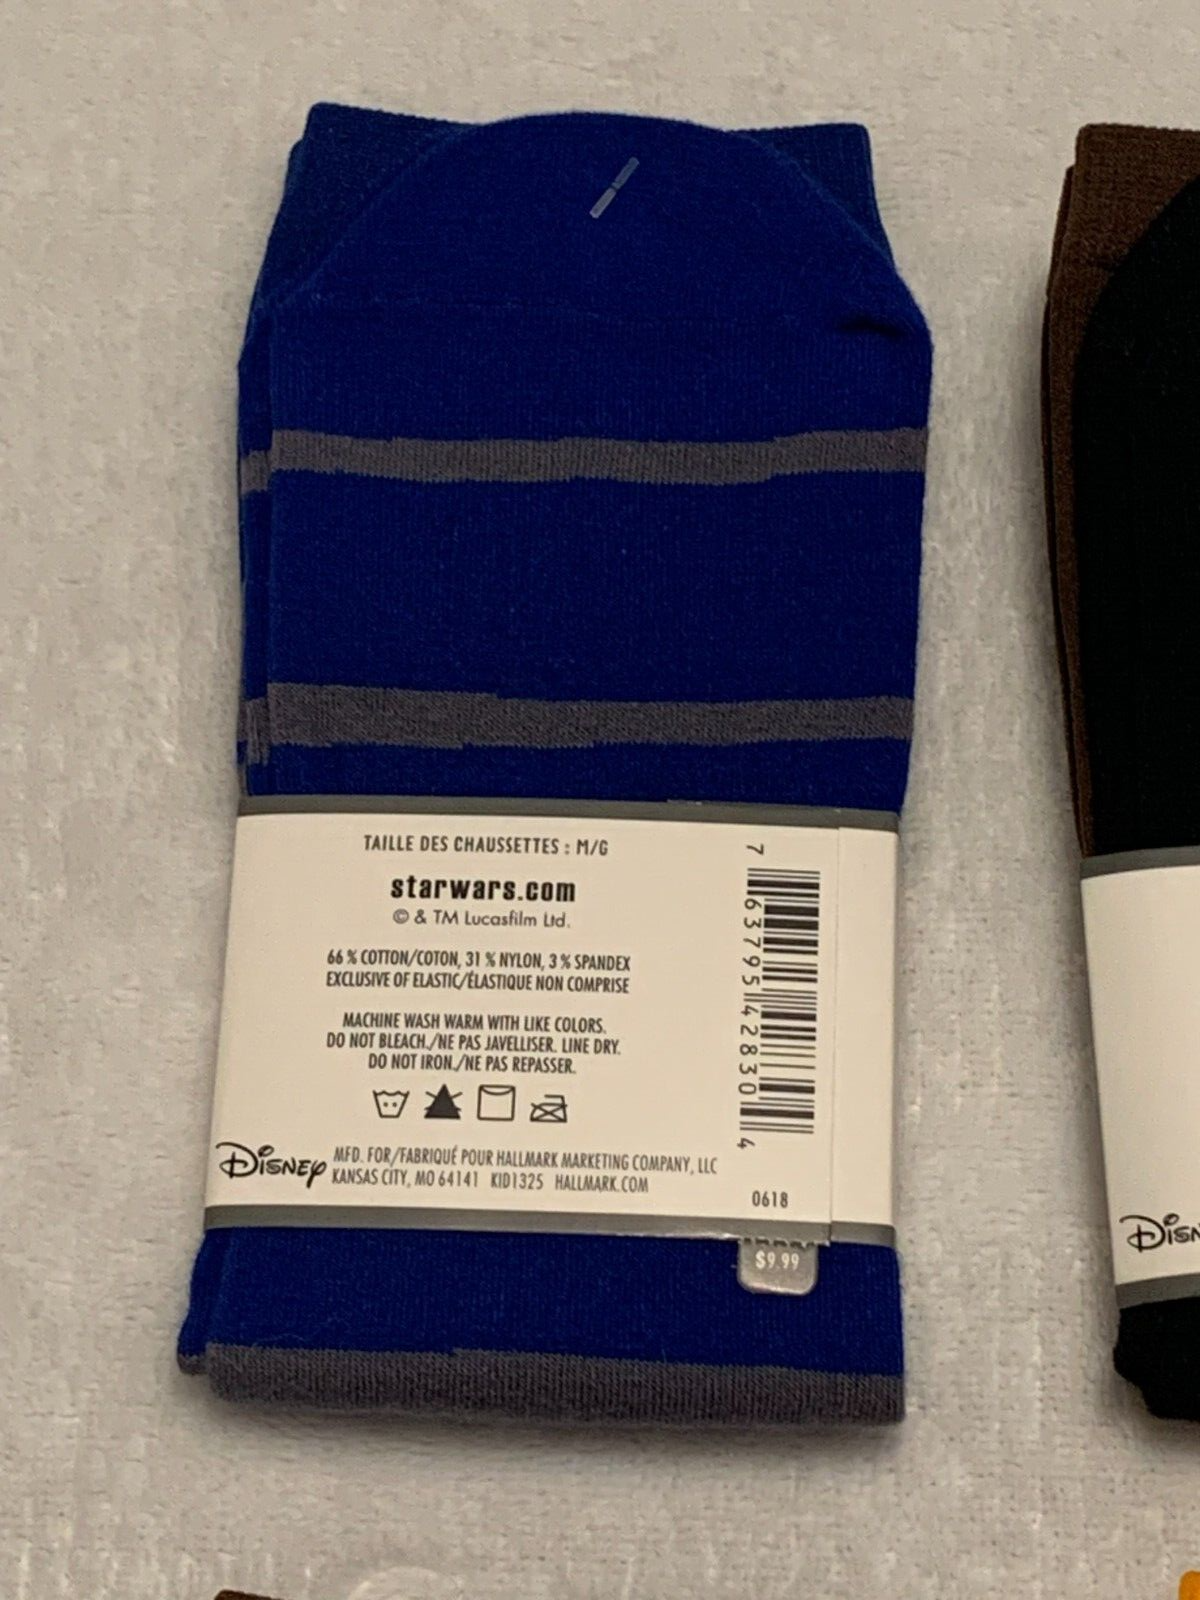 TAILLE DES CHAUSSETTES : M/G
starwars.com
© & TM Lucasfilm Ltd.
66 % COTTON/COTON, 31 % NYLON, 3 % SPANDEX
EXCLUSIVE OF ELASTIC/ÉLASTIQUE NON COMPRISE
MACHINE WASH WARM WITH LIKE COLORS.
DO NOT BLEACH./NE PAS JAVELLISER. LINE DRY.
DO NOT IRON./NE PAS REPASSER.
Disney
MFD. FOR/FABRIQUÉ POUR HALLMARK MARKETING COMPANY, LLC
KANSAS CITY, MO 64141 KID1325 HALLMARK.COM
7 63795 42830 4
0618
$9.99
Disn